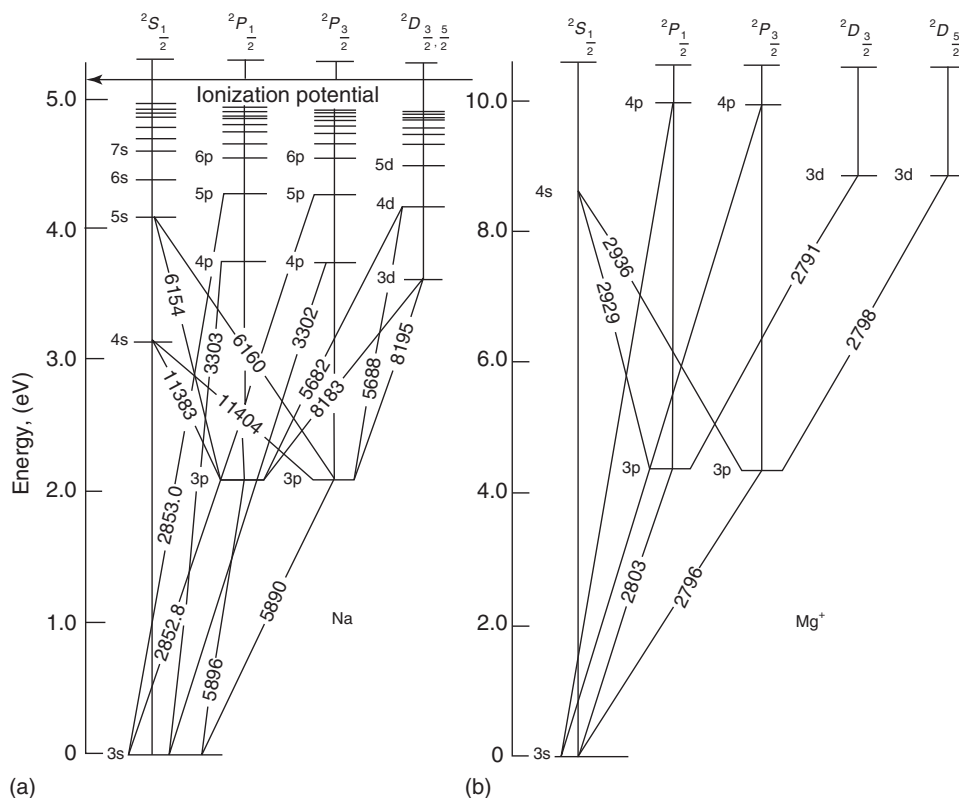 ²S½ ²P½ ²P3/2 ²D3/2, 5/2
Ionization potential
Energy, (eV)
5.0
4.0
3.0
2.0
1.0
0
7s
6s
5s
4s
3s
6p
5p
4p
3p
6p
5p
4p
3p
5d
4d
3d
6154
11383
3303
11404
6160
3302
5682
8183
5688
8195
2853.0
2852.8
5896
5890
Na
(a)
²S½ ²P½ ²P3/2 ²D3/2 ²D5/2
10.0
8.0
6.0
4.0
2.0
0
4s
3s
4p
3p
4p
3p
3d
3d
2936
2929
2791
2798
2803
2796
Mg⁺
(b)